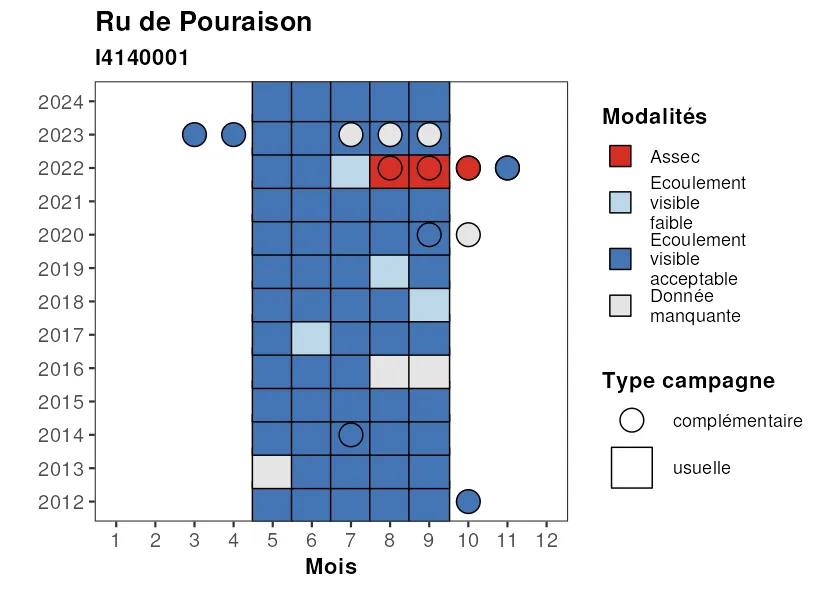 Ru de Pouraison
I4140001
2024
2023
2022
2021
2020
2019
2018
2017
2016
2015
2014
2013
2012
1 2 3 4 5 6 7 8 9 10 11 12
Mois
Modalités
Assec
Ecoulement
visible
faible
Ecoulement
visible
acceptable
Donnée
manquante
Type campagne
complémentaire
usuelle